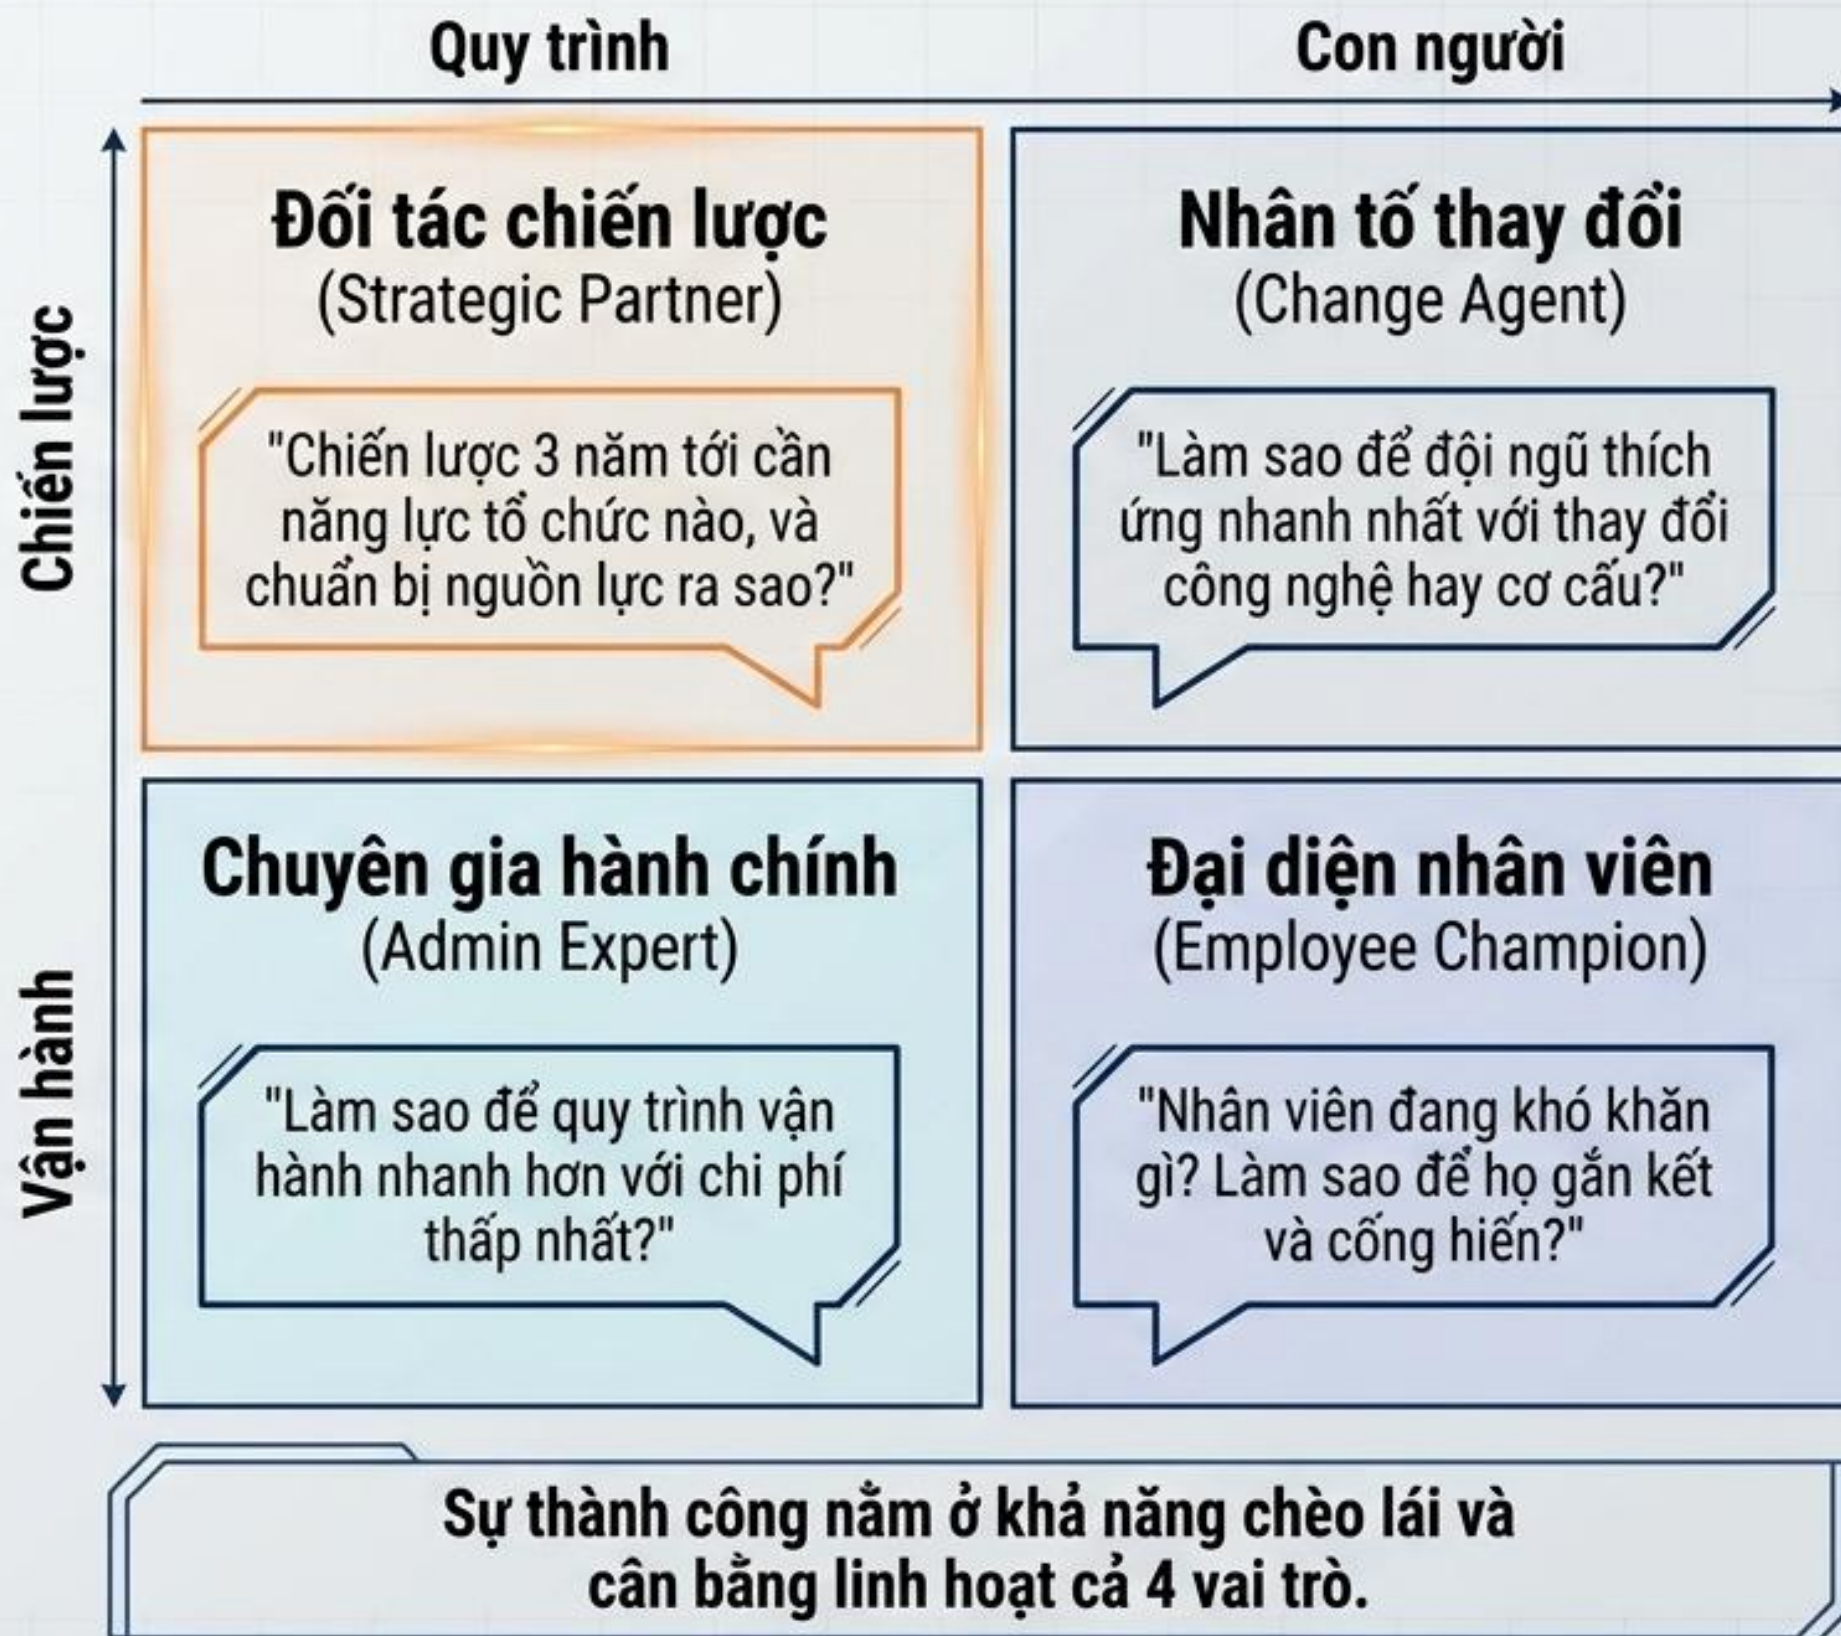 Quy trình
Con người
Chiến lược
Đối tác chiến lược
(Strategic Partner)
"Chiến lược 3 năm tới cần
năng lực tổ chức nào, và
chuẩn bị nguồn lực ra sao?"
Nhân tố thay đổi
(Change Agent)
"Làm sao để đội ngũ thích
ứng nhanh nhất với thay đổi
công nghệ hay cơ cấu?"
Vận hành
Chuyên gia hành chính
(Admin Expert)
"Làm sao để quy trình vận
hành nhanh hơn với chi phí
thấp nhất?"
Đại diện nhân viên
(Employee Champion)
"Nhân viên đang khó khăn
gì? Làm sao để họ gắn kết
và cống hiến?"
Sự thành công nằm ở khả năng chèo lái và
cân bằng linh hoạt cả 4 vai trò.